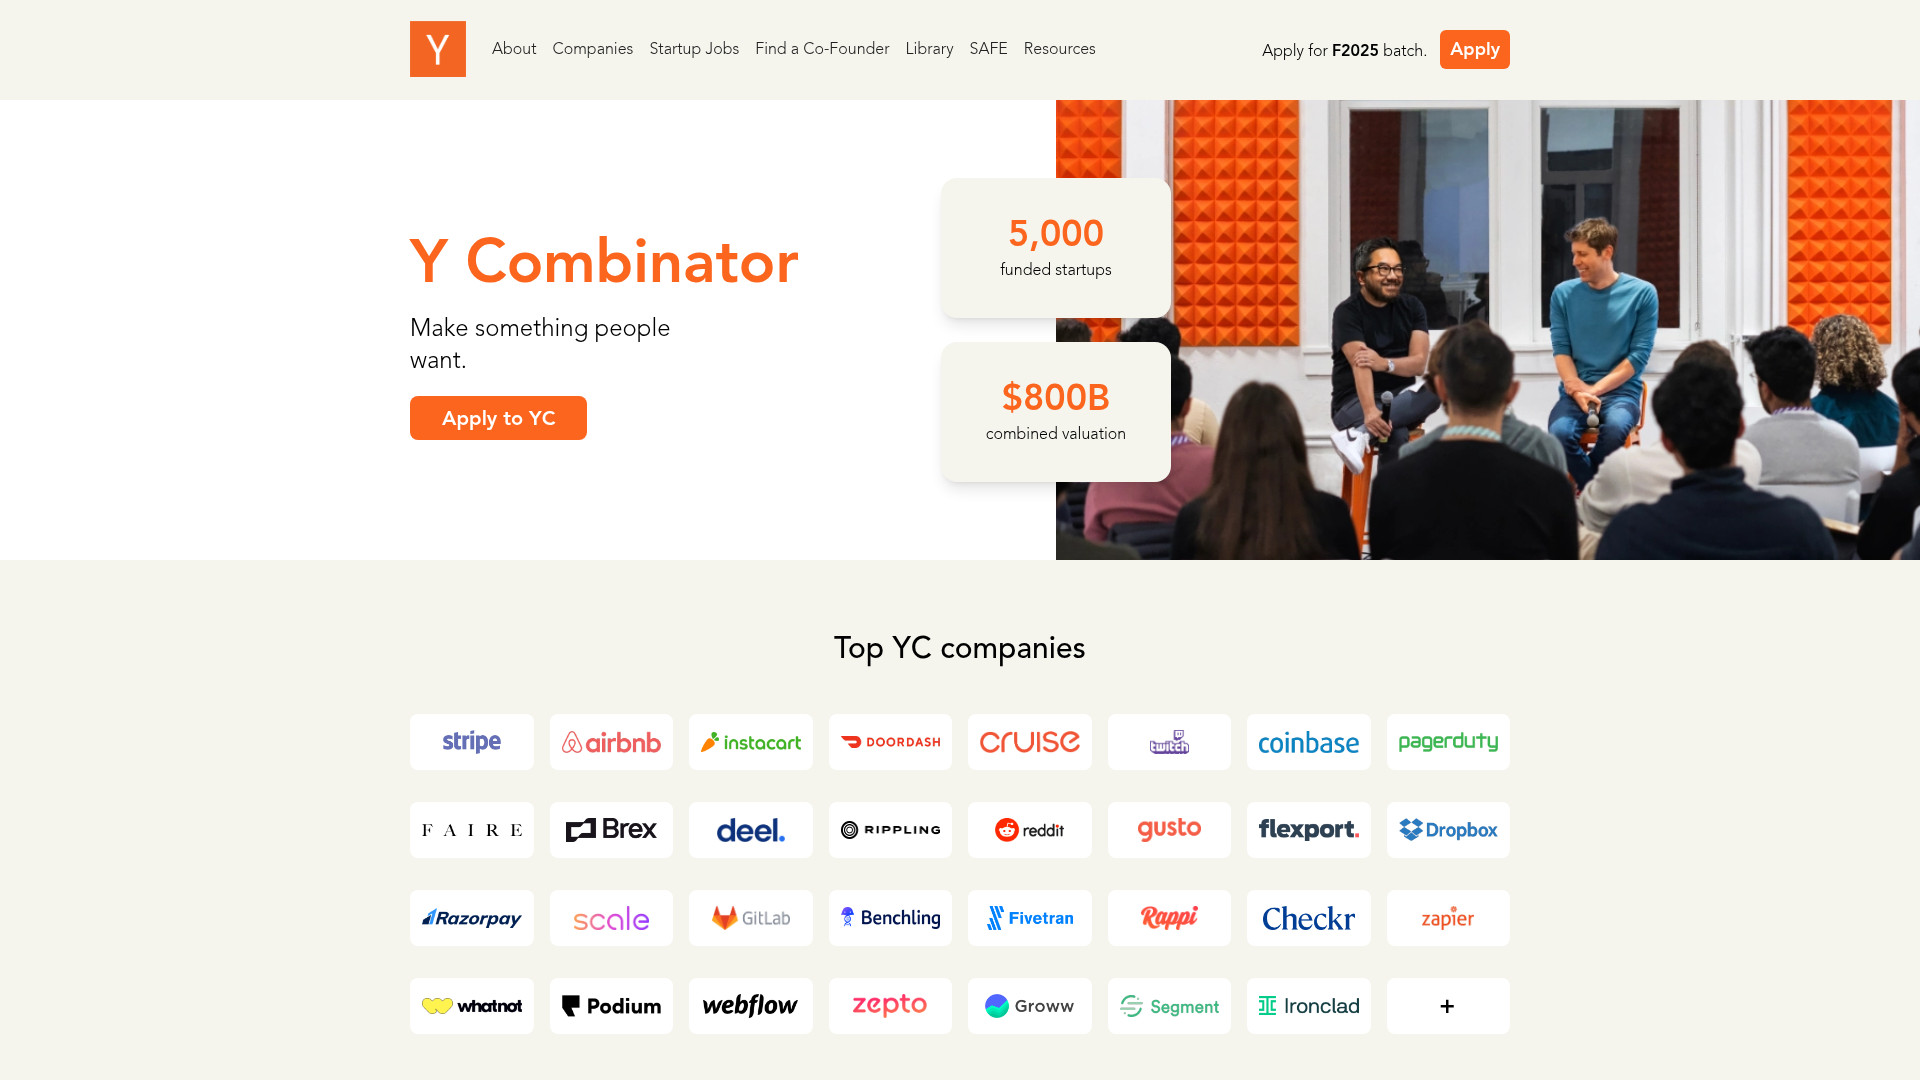 Y
About
Companies
Startup Jobs
Find a Co-Founder
Library
SAFE
Resources
Apply for F2025 batch.
Apply
Y Combinator
Make something people
want.
Apply to YC
5,000
funded startups
$800B
combined valuation
Top YC companies
stripe
airbnb
instacart
DOORDASH
cruise
twitch
coinbase
pagerduty
FAIRE
Brex
deel.
RIPPLING
reddit
gusto
flexport.
Dropbox
Razorpay
scale
GitLab
Benchling
Fivetran
Rappi
Checkr
zapier
whatnot
Podium
webflow
zepto
Groww
Segment
Ironclad
+